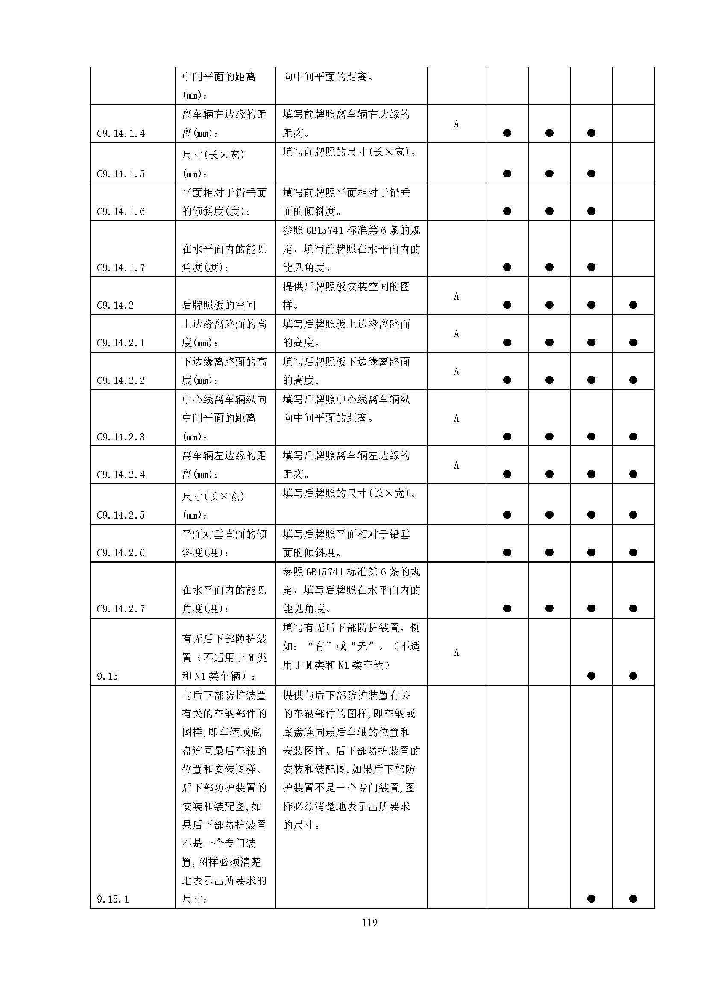 中间平面的距离
(mm)：
向中间平面的距离。
C9.14.1.4
离车辆右边缘的距
离(mm)：
填写前牌照离车辆右边缘的
距离。
A
● ● ●
C9.14.1.5
尺寸(长×宽)
(mm)：
填写前牌照的尺寸(长×宽)。
● ● ●
C9.14.1.6
平面相对于铅垂面
的倾斜度(度)：
填写前牌照平面相对于铅垂
面的倾斜度。
● ● ●
C9.14.1.7
在水平面内的能见
角度(度)：
参照 GB15741 标准第 6 条的规
定，填写前牌照在水平面内的
能见角度。
● ● ●
C9.14.2
后牌照板的空间
提供后牌照板安装空间的图
样。
A
● ● ● ●
C9.14.2.1
上边缘离路面的高
度(mm)：
填写后牌照板上边缘离路面
的高度。
A
● ● ● ●
C9.14.2.2
下边缘离路面的高
度(mm)：
填写后牌照板下边缘离路面
的高度。
A
● ● ● ●
C9.14.2.3
中心线离车辆纵向
中间平面的距离
(mm)：
填写后牌照中心线离车辆纵
向中间平面的距离。
A
● ● ● ●
C9.14.2.4
离车辆左边缘的距
离(mm)：
填写后牌照离车辆左边缘的
距离。
A
● ● ● ●
C9.14.2.5
尺寸(长×宽)
(mm)：
填写后牌照的尺寸(长×宽)。
● ● ● ●
C9.14.2.6
平面对垂直面的倾
斜度(度)：
填写后牌照平面相对于铅垂
面的倾斜度。
● ● ● ●
C9.14.2.7
在水平面内的能见
角度(度)：
参照 GB15741 标准第 6 条的规
定，填写后牌照在水平面内的
能见角度。
● ● ● ●
9.15
有无后下部防护装
置（不适用于 M 类
和 N1 类车辆）：
填写有无后下部防护装置，例
如：“有”或“无”。（不适
用于 M 类和 N1 类车辆）
A
● ●
9.15.1
与后下部防护装置
有关的车辆部件的
图样,即车辆或底
盘连同最后车轴的
位置和安装图样、
后下部防护装置的
安装和装配图,如
果后下部防护装置
不是一个专门装
置,图样必须清楚
地表示出所要求的
尺寸：
提供与后下部防护装置有关
的车辆部件的图样,即车辆或
底盘连同最后车轴的位置和
安装图样、后下部防护装置的
安装和装配图,如果后下部防
护装置不是一个专门装置,图
样必须清楚地表示出所要求
的尺寸。
● ●
119